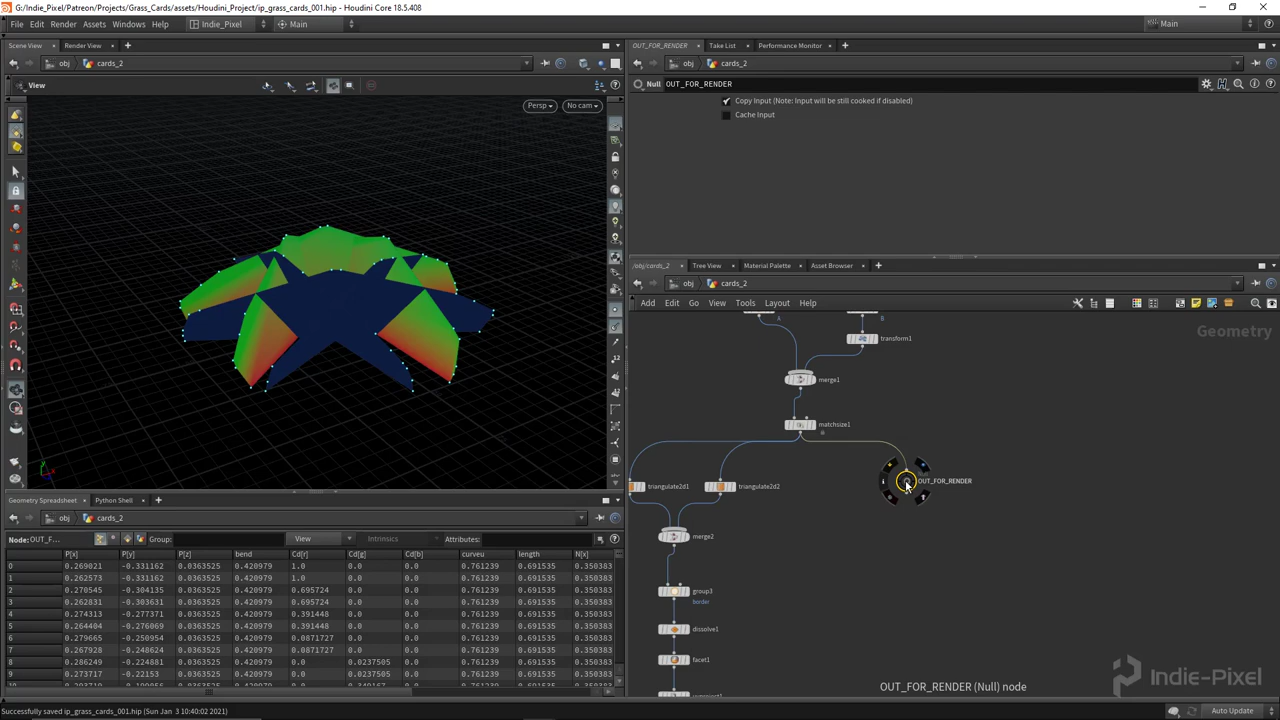 G:/Indie_Pixel/Patreon/Projects/Grass_Cards/assets/Houdini_Project/ip_grass_cards_001.hip - Houdini Core 18.5.408
File Edit Render Assets Windows Help Indie_Pixel Main Main
Scene View Render View
obj cards_2
View
Persp No cam
OUT_FOR_RENDER Take List Performance Monitor
obj cards_2
Null OUT_FOR_RENDER
Copy Input (Note: Input will be still cooked if disabled)
Cache Input
/obj/cards_2 Tree View Material Palette Asset Browser
obj cards_2
Add Edit Go View Tools Layout Help
Geometry
A B
transform1
merge1
matchsize1
OUT_FOR_RENDER
triangulate2d1 triangulate2d2
merge2
group3
border
dissolve1
facet1
OUT_FOR_RENDER (Null) node
Indie-Pixel
Geometry Spreadsheet Python Shell
obj cards_2
Node: OUT_F... Group: View Intrinsics Attributes:
P[x] P[y] P[z] bend Cd[r] Cd[g] Cd[b] curveu length N[x]
0 0.269021 -0.331162 0.0363525 0.420979 1.0 0.0 0.0 0.761239 0.691535 0.350383
1 0.262573 -0.331162 0.0363525 0.420979 1.0 0.0 0.0 0.761239 0.691535 0.350383
2 0.270545 -0.304135 0.0363525 0.420979 0.695724 0.0 0.0 0.761239 0.691535 0.350383
3 0.262831 -0.303631 0.0363525 0.420979 0.695724 0.0 0.0 0.761239 0.691535 0.350383
4 0.274313 -0.277371 0.0363525 0.420979 0.391448 0.0 0.0 0.761239 0.691535 0.350383
5 0.264404 -0.276069 0.0363525 0.420979 0.391448 0.0 0.0 0.761239 0.691535 0.350383
6 0.279665 -0.250954 0.0363525 0.420979 0.0871727 0.0 0.0 0.761239 0.691535 0.350383
7 0.267928 -0.248624 0.0363525 0.420979 0.0871727 0.0 0.0 0.761239 0.691535 0.350383
8 0.286249 -0.224881 0.0363525 0.420979 0.0 0.0237505 0.0 0.761239 0.691535 0.350383
9 0.273717 -0.22153 0.0363525 0.420979 0.0 0.0237505 0.0 0.761239 0.691535 0.350383
Successfully saved ip_grass_cards_001.hip (Sun Jan 3 10:40:02 2021)
Auto Update